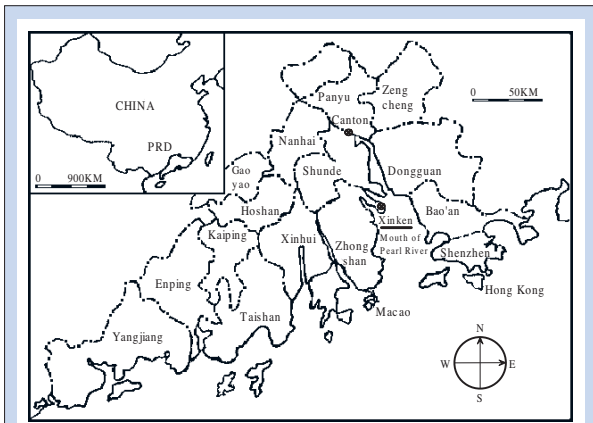 CHINA
PRD
0 900KM
0 50KM
Panyu
Zeng
cheng
Canton
Nanhai
Gao
yao
Shunde
Dongguan
Hoshan
Xinken
Bao'an
Kaiping
Xinhui
Zhong
shan
Mouth of
Pearl River
Shenzhen
Enping
Hong Kong
Taishan
Macao
Yangjiang
N
W E
S